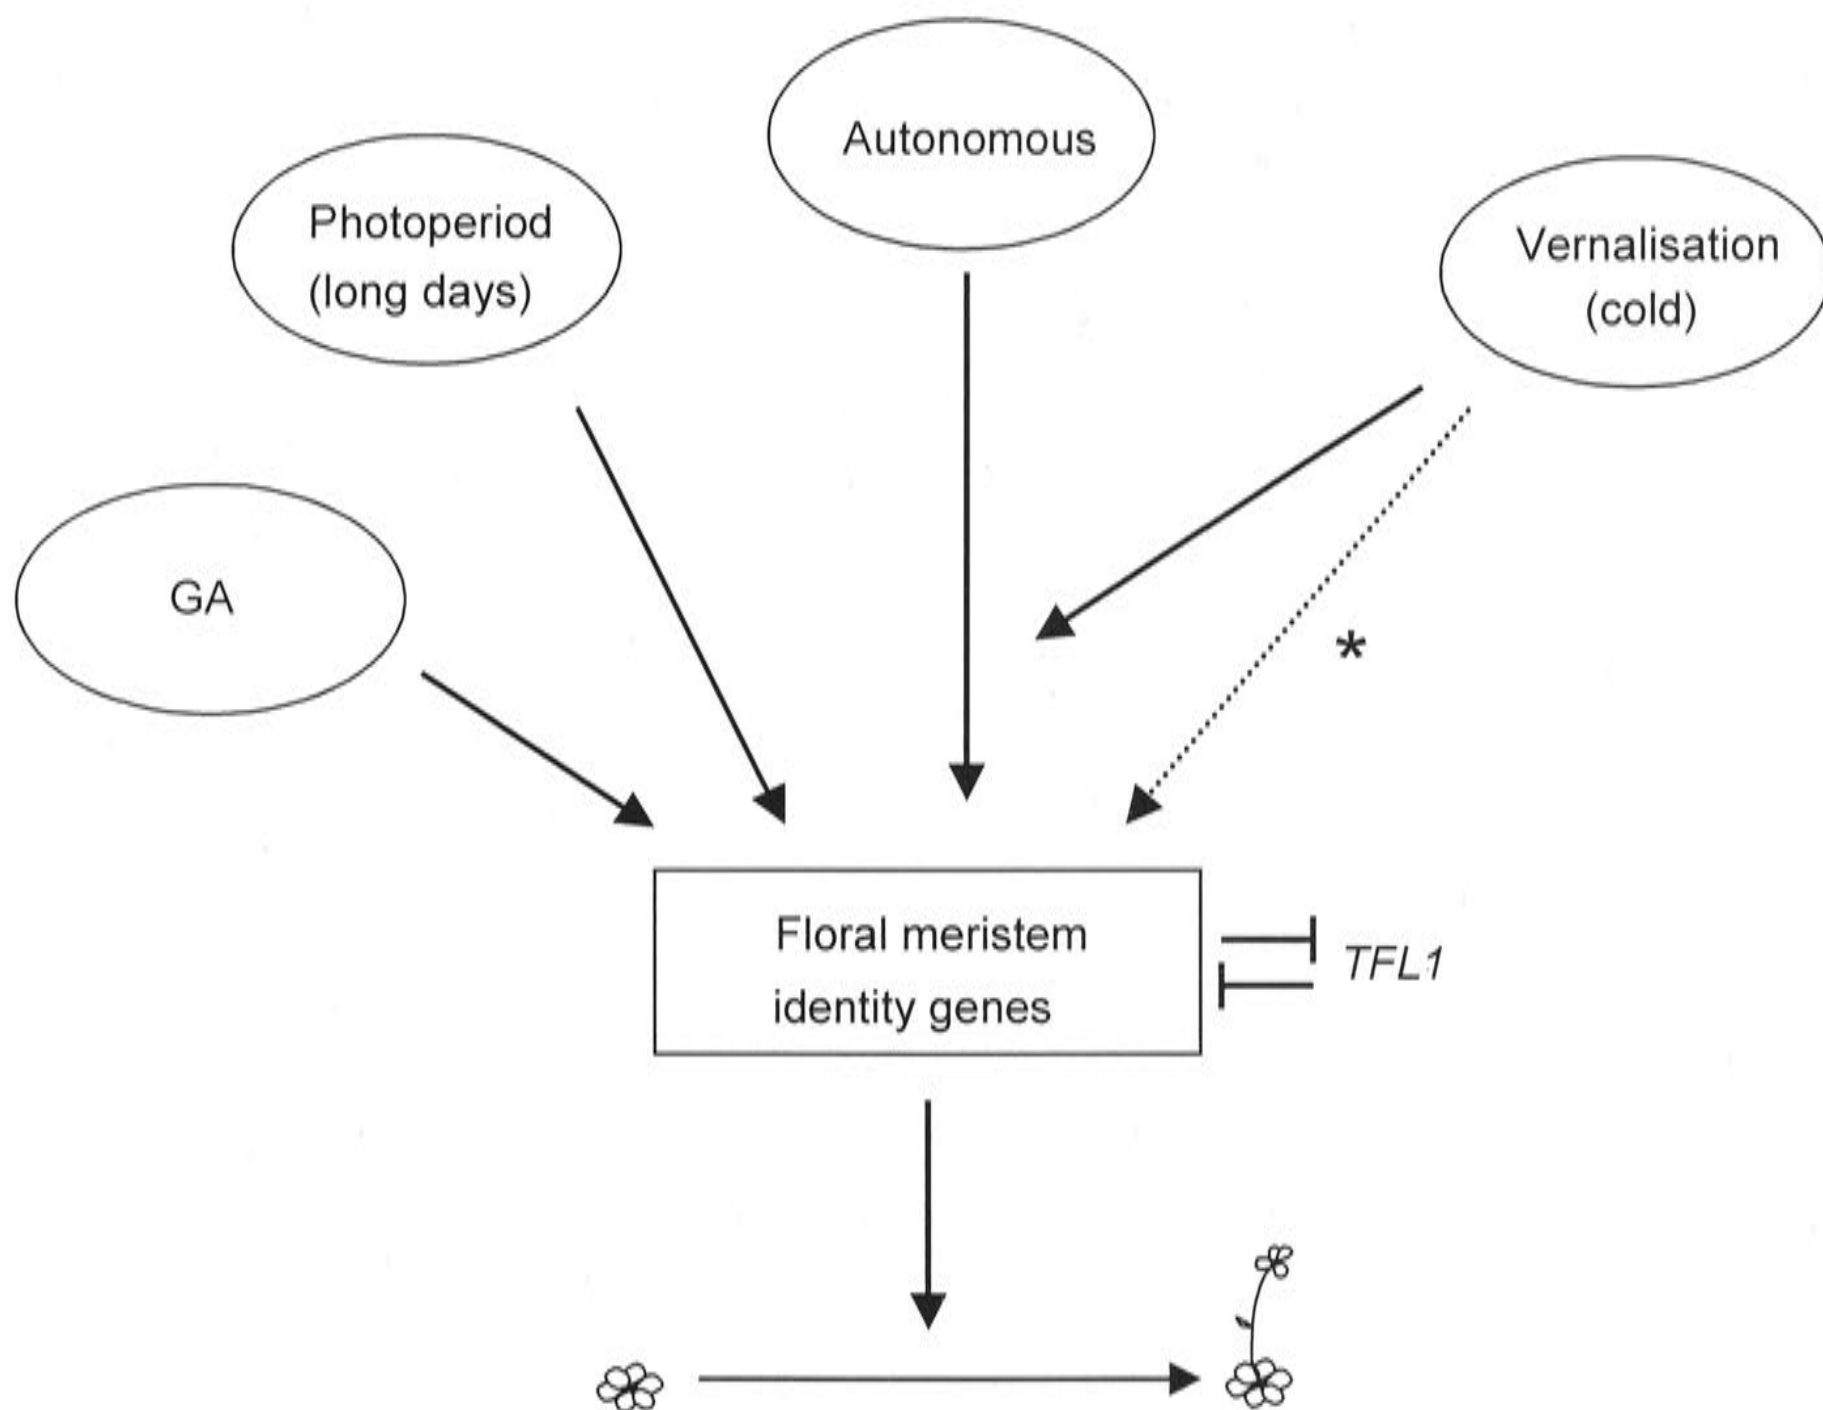 Autonomous
Photoperiod
(long days)
Vernalisation
(cold)
GA
*
Floral meristem
identity genes
TFL1